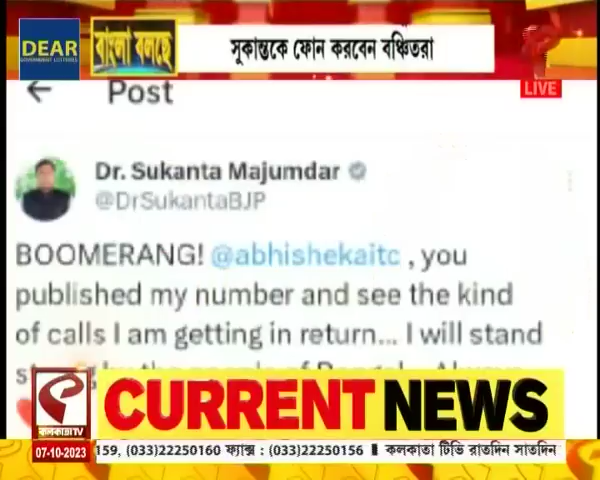 DEAR
GOVERNMENT LOTTERIES
বাংলা বলছে
সুকান্তকে ফোন করবেন বঞ্চিতরা
LIVE
Post
Dr. Sukanta Majumdar
@DrSukantaBJP
BOOMERANG! @abhishekaitc , you
published my number and see the kind
of calls I am getting in return... I will stand
CURRENT NEWS
কলকাতা TV
07-10-2023
159, (033)22250160 ফ্যাক্স : (033)22250156 ‖ কলকাতা টিভি রাতদিন সাতদিন